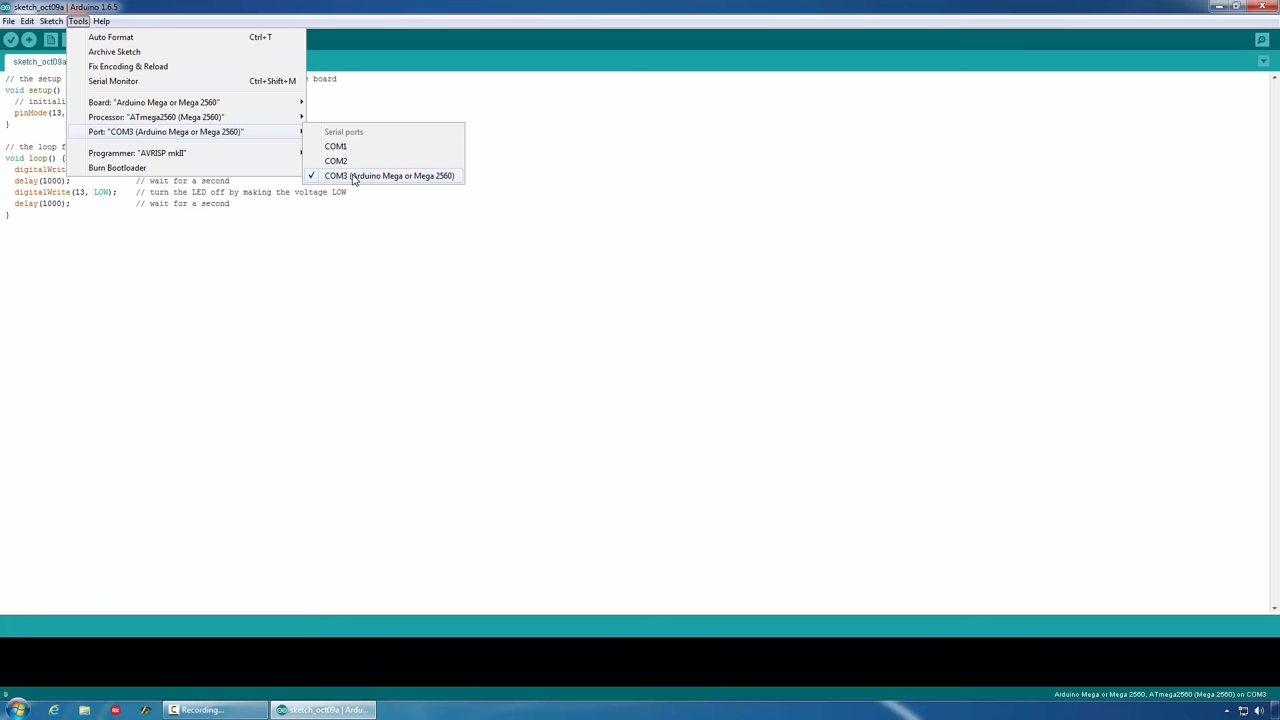 sketch_oct09a | Arduino 1.6.5
File Edit Sketch Tools Help
Auto Format Ctrl+T
Archive Sketch
Fix Encoding & Reload
Serial Monitor Ctrl+Shift+M
Board: "Arduino Mega or Mega 2560"
Processor: "ATmega2560 (Mega 2560)"
Port: "COM3 (Arduino Mega or Mega 2560)"
Programmer: "AVRISP mkII"
Burn Bootloader
Serial ports
COM1
COM2
COM3 (Arduino Mega or Mega 2560)
sketch_oct09a
// the setup board
void setup()
// initiali
pinMode(13,
}
// the loop f
void loop() {
digitalWrit
delay(1000); // wait for a second
digitalWrite(13, LOW); // turn the LED off by making the voltage LOW
delay(1000); // wait for a second
}
9
Arduino Mega or Mega 2560, ATmega2560 (Mega 2560) on COM3
Recording...
sketch_oct09a | Ardu...